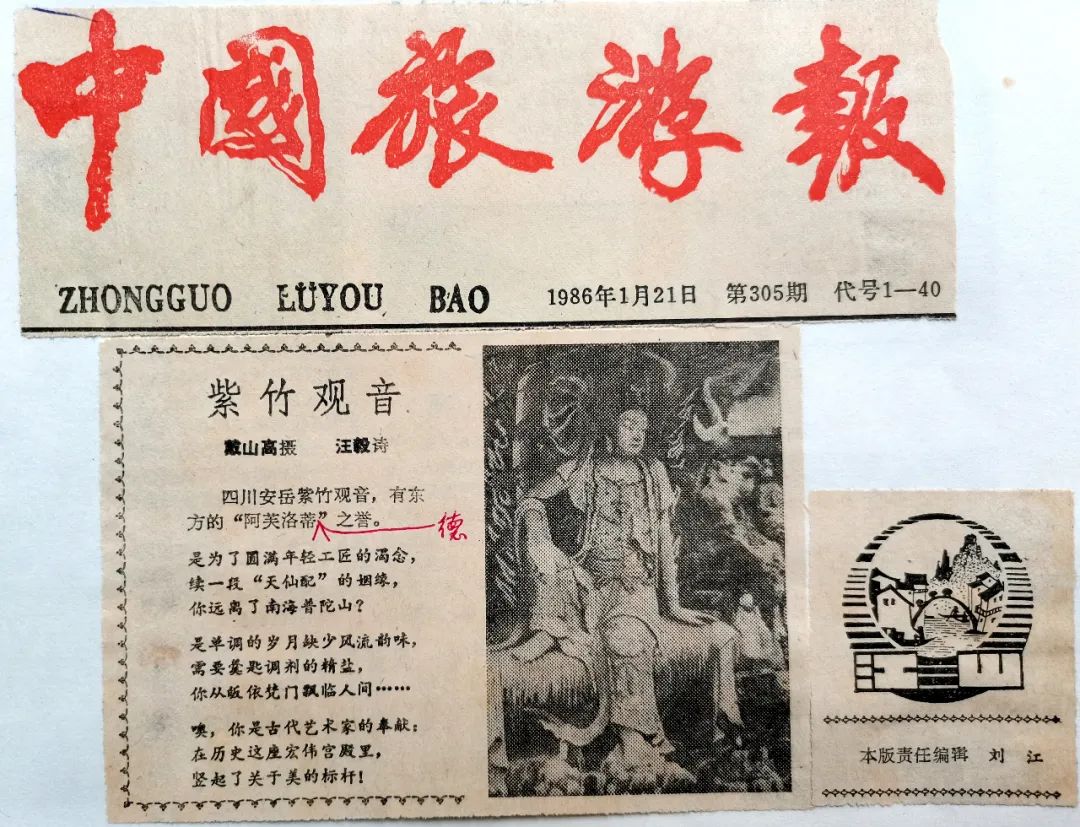 中國旅游報
ZHONGGUO LÜYOU BAO 1986年1月21日 第305期 代号1—40
紫竹观音
戴山高摄 汪毅诗
四川安岳紫竹观音，有东
方的“阿芙洛蒂”之誉。
德
是为了圆满年轻工匠的渴念，
续一段“天仙配”的姻缘，
你远离了南海普陀山？
是单调的岁月缺少风流韵味，
需要羹匙调剂的精盐，
你从皈依梵门飘临人间……
噢，你是古代艺术家的奉献：
在历史这座宏伟宫殿里，
竖起了关于美的标杆！
本版责任编辑 刘江